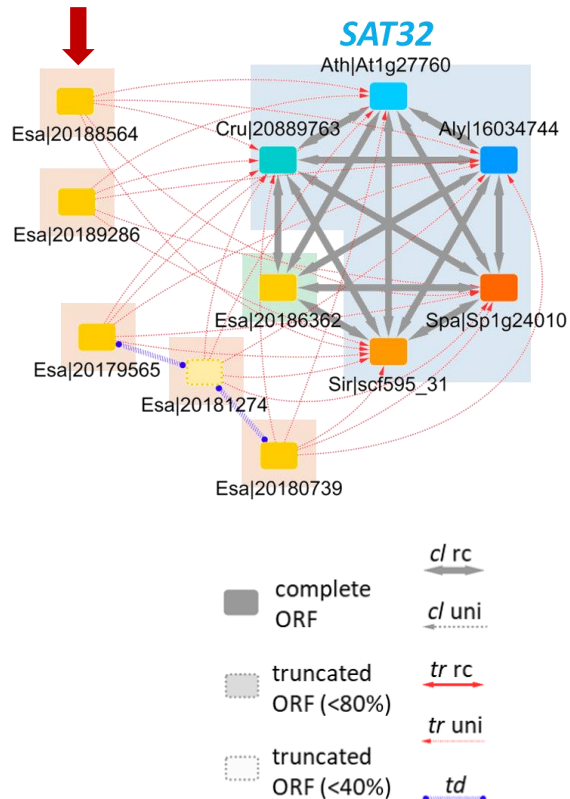 SAT32
Ath|At1g27760
Esa|20188564
Cru|20889763
Aly|16034744
Esa|20189286
Esa|20186362
Spa|Sp1g24010
Esa|20179565
Sir|scf595_31
Esa|20181274
Esa|20180739
complete
ORF
cl rc
cl uni
truncated
ORF (<80%)
tr rc
tr uni
truncated
ORF (<40%)
td